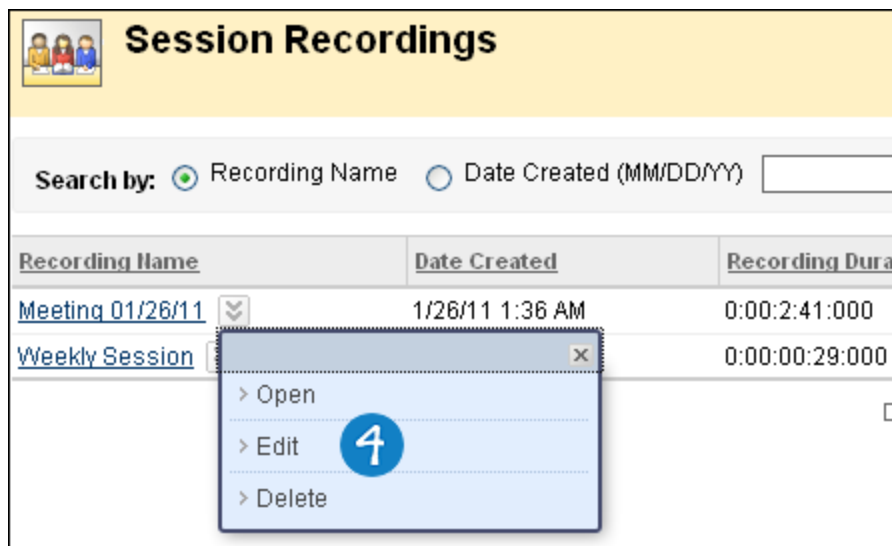 Session Recordings
Search by: Recording Name Date Created (MM/DD/YY)
Recording Name Date Created Recording Dura
Meeting 01/26/11 1/26/11 1:36 AM 0:00:2:41:000
Weekly Session 0:00:00:29:000
> Open
> Edit 4
> Delete